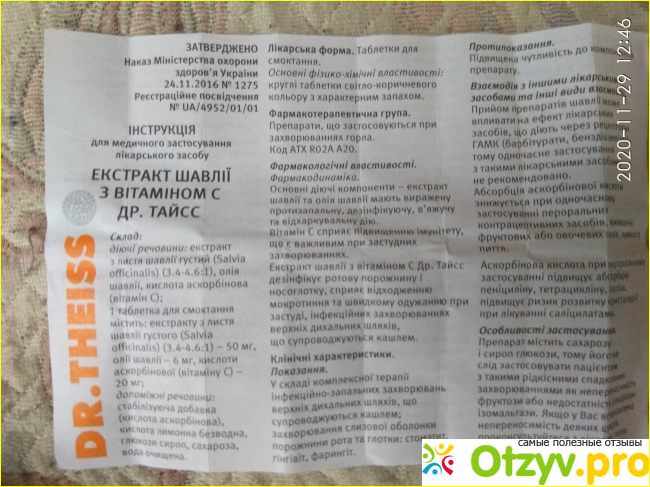 ЗАТВЕРДЖЕНО
Наказ Міністерства охорони
здоров'я України
24.11.2016 № 1275
Реєстраційне посвідчення
№ UA/4952/01/01
ІНСТРУКЦІЯ
для медичного застосування
лікарського засобу
ЕКСТРАКТ ШАВЛІЇ
З ВІТАМІНОМ С
ДР. ТАЙСС
DR.THEISS
Склад:
діючі речовини: екстракт
з листя шавлії густий (Salvia
officinalis) (3.4-4.6:1), олія
шавлії, кислота аскорбінова
(вітамін С);
1 таблетка для смоктання
містить: екстракту з листя
шавлії густого (Salvia
officinalis) (3.4-4.6:1) – 50 мг,
олії шавлії – 6 мг, кислоти
аскорбінової (вітаміну С) –
20 мг;
допоміжні речовини:
стабілізуюча добавка
(кислота аскорбінова),
кислота лимонна безводна,
глюкози сироп, сахароза,
вода очищена.
Лікарська форма. Таблетки для
смоктання.
Основні фізико-хімічні властивості:
круглі таблетки світло-коричневого
кольору з характерним запахом.
Фармакотерапевтична група.
Препарати, що застосовуються при
захворюваннях горла.
Код АТХ R02A A20.
Фармакологічні властивості.
Фармакодинаміка.
Основні діючі компоненти – екстракт
шавлії та олія шавлії мають виражену
протизапальну, дезінфікуючу, в'яжучу
та відхаркувальну дію.
Вітамін С сприяє підвищенню імунітету,
що є важливим при застудних
захворюваннях.
Екстракт шавлії з вітаміном С Др. Тайсс
дезінфікує ротову порожнину і
носоглотку, сприяє відходженню
мокротиння та швидкому одужанню при
застуді, інфекційних захворюваннях
верхніх дихальних шляхів,
що супроводжуються кашлем.
Клінічні характеристики.
Показання.
У складі комплексної терапії
інфекційно-запальних захворювань
верхніх дихальних шляхів, що
супроводжуються кашлем;
захворювання слизової оболонки
порожнини рота та глотки: стоматит,
гінгівіт, фарингіт.
Протипоказання.
Підвищена чутливість до
препарату.
Взаємодія з іншими лікарськими
засобами та інші види
Прийом препаратів шавлії
впливати на ефект лікарських
засобів, що діють через
ГАМК (барбітурати,
тому одночасне застосування
з такими лікарськими
не рекомендовано.
Абсорбція аскорбінової
знижується при одночасному
застосуванні пероральних
контрацептивних засобів,
фруктових або овочевих
Аскорбінова кислота при
застосуванні підвищує абсорбцію
пеніциліну, тетрацикліну,
підвищує ризик розвитку
при лікуванні саліцилатами.
Особливості застосування.
Препарат містить сахарозу
і сироп глюкози, тому його не
слід застосовувати пацієнтам
з такими рідкісними
захворюваннями як
фруктози або недостатність
ізомальтази. Якщо у Вас
непереносимість деяких
2020-11-29 12:46
самые полезные отзывы
Otzyv.pro